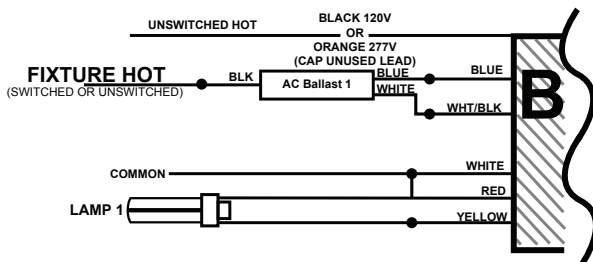 UNSWITCHED HOT
BLACK 120V
OR
ORANGE 277V
(CAP UNUSED LEAD)
FIXTURE HOT
(SWITCHED OR UNSWITCHED)
BLK
AC Ballast 1
BLUE
WHITE
BLUE
WHT/BLK
B
COMMON
WHITE
RED
LAMP 1
YELLOW